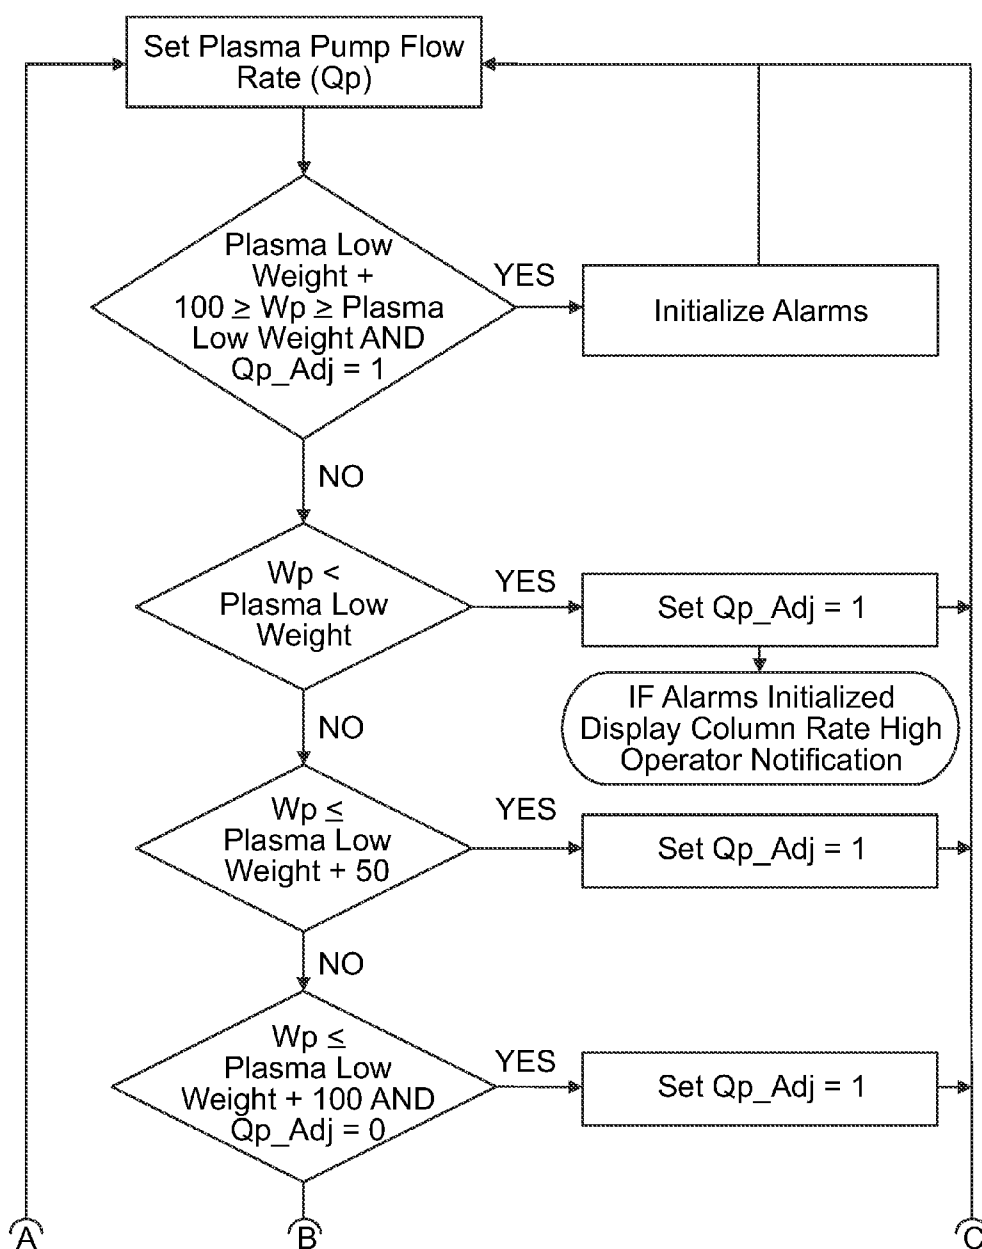 Set Plasma Pump Flow
Rate (Qp)
Plasma Low
Weight +
100 ≥ Wp ≥ Plasma
Low Weight AND
Qp_Adj = 1
YES
Initialize Alarms
NO
Wp <
Plasma Low
Weight
YES
Set Qp_Adj = 1
IF Alarms Initialized
Display Column Rate High
Operator Notification
NO
Wp ≤
Plasma Low
Weight + 50
YES
Set Qp_Adj = 1
NO
Wp ≤
Plasma Low
Weight + 100 AND
Qp_Adj = 0
YES
Set Qp_Adj = 1
A
B
C